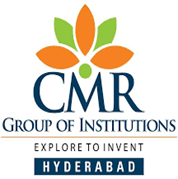 CMR
GROUP OF INSTITUTIONS
EXPLORE TO INVENT
HYDERABAD